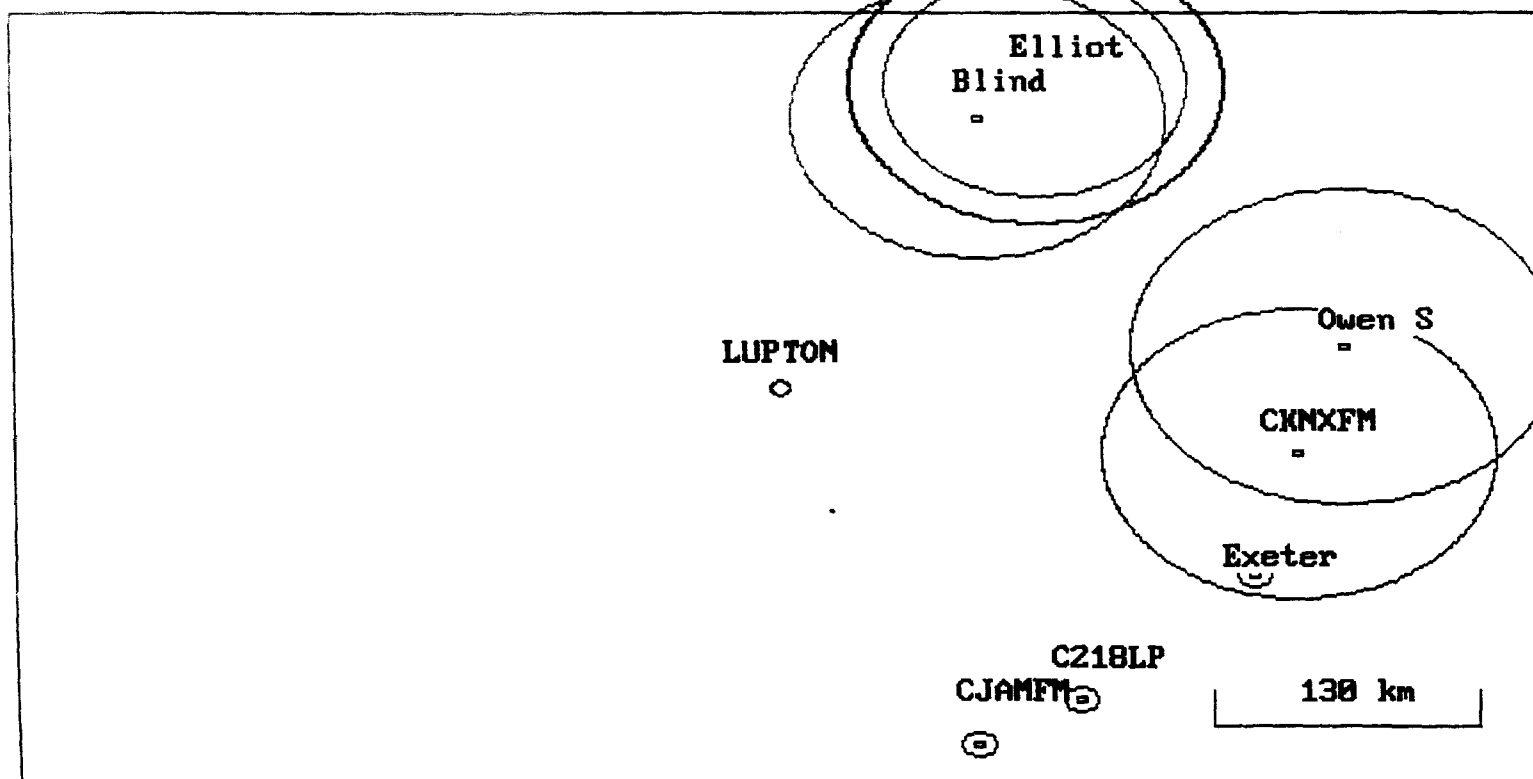 Elliot
Blind
Owen S
LUPTON
CKNXFM
Exeter
C218LP
CJAMFM
130 km